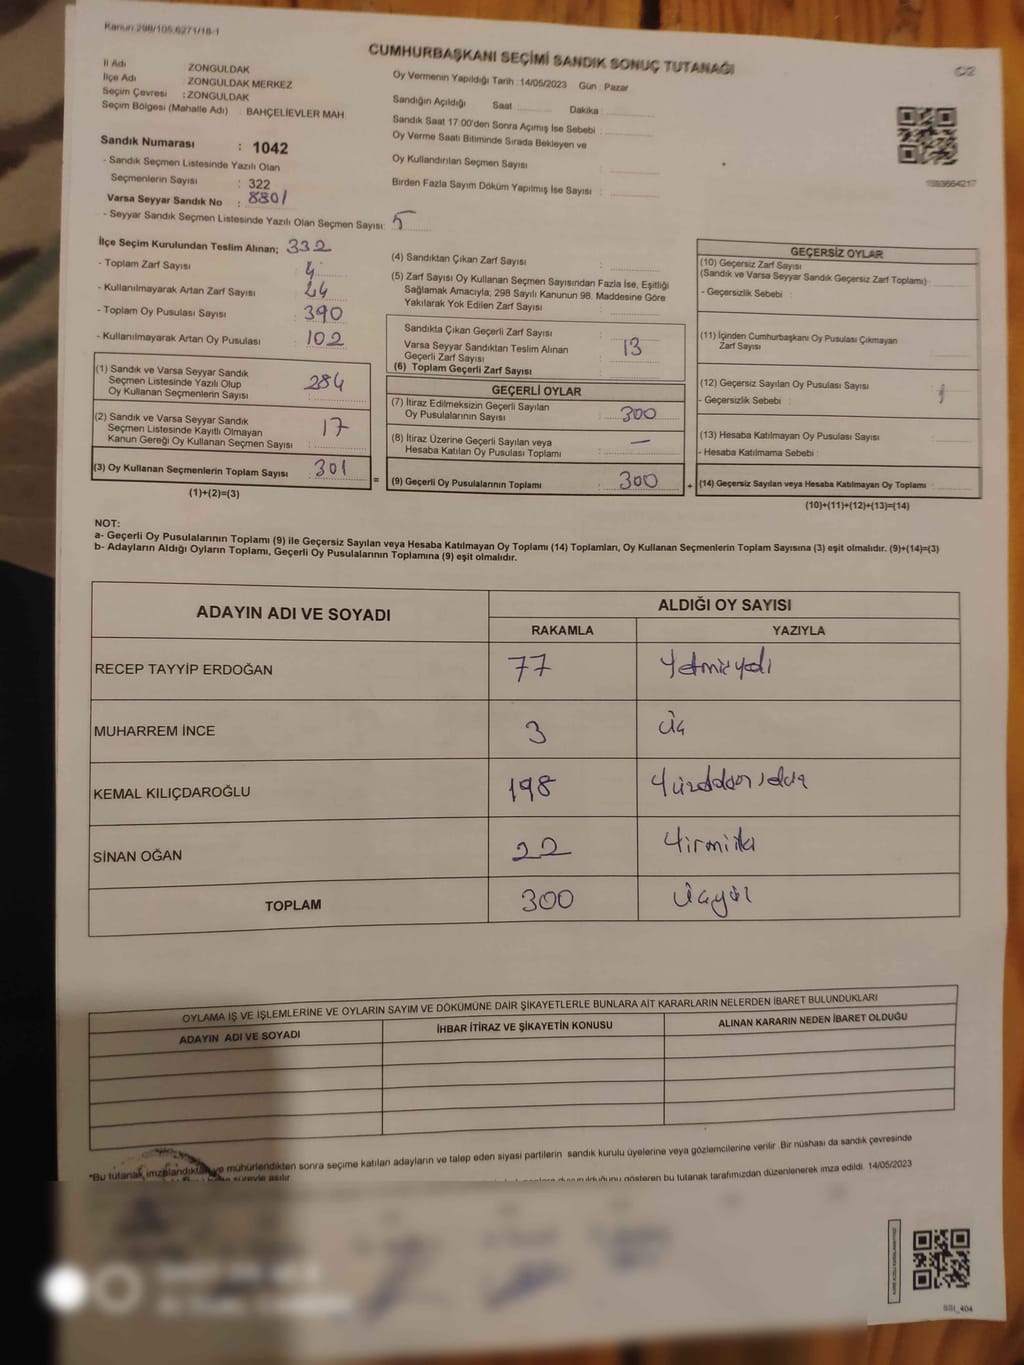 Kanun:298/105,6271/18-1
CUMHURBAŞKANI SEÇİMİ SANDIK SONUÇ TUTANAĞI
İl Adı ZONGULDAK
İlçe Adı : ZONGULDAK MERKEZ
Seçim Çevresi : ZONGULDAK
Seçim Bölgesi (Mahalle Adı) : BAHÇELİEVLER MAH.
Sandık Numarası : 1042
- Sandık Seçmen Listesinde Yazılı Olan
Seçmenlerin Sayısı : 322
Varsa Seyyar Sandık No :
- Seyyar Sandık Seçmen Listesinde Yazılı Olan Seçmen Sayısı: 5
Oy Vermenin Yapıldığı Tarih : 14/05/2023 Gün : Pazar
Sandığın Açıldığı Saat Dakika
Sandık Saat 17:00'den Sonra Açımış İse Sebebi :
Oy Verme Saati Bitiminde Sırada Bekleyen ve
Oy Kullandırılan Seçmen Sayısı :
Birden Fazla Sayım Döküm Yapılmış İse Sayısı :
İlçe Seçim Kurulundan Teslim Alınan; 332
- Toplam Zarf Sayısı
- Kullanılmayarak Artan Zarf Sayısı
- Toplam Oy Pusulası Sayısı : 390
- Kullanılmayarak Artan Oy Pusulası : 102
(1) Sandık ve Varsa Seyyar Sandık
Seçmen Listesinde Yazılı Olup
Oy Kullanan Seçmenlerin Sayısı : 284
(2) Sandık ve Varsa Seyyar Sandık
Seçmen Listesinde Kayıtlı Olmayan
Kanun Gereği Oy Kullanan Seçmen Sayısı : 17
(3) Oy Kullanan Seçmenlerin Toplam Sayısı : 301
(1)+(2)=(3)
=
(4) Sandıktan Çıkan Zarf Sayısı :
(5) Zarf Sayısı Oy Kullanan Seçmen Sayısından Fazla İse, Eşitliği
Sağlamak Amacıyla; 298 Sayılı Kanunun 98. Maddesine Göre
Yakılarak Yok Edilen Zarf Sayısı :
Sandıkta Çıkan Geçerli Zarf Sayısı :
Varsa Seyyar Sandıktan Teslim Alınan
Geçerli Zarf Sayısı : 13
(6) Toplam Geçerli Zarf Sayısı :
GEÇERLİ OYLAR
(7) İtiraz Edilmeksizin Geçerli Sayılan
Oy Pusulalarının Sayısı : 300
(8) İtiraz Üzerine Geçerli Sayılan veya
Hesaba Katılan Oy Pusulası Toplamı : —
(9) Geçerli Oy Pusulalarının Toplamı : 300
+
GEÇERSİZ OYLAR
(10) Geçersiz Zarf Sayısı
(Sandık ve Varsa Seyyar Sandık Geçersiz Zarf Toplamı) :
- Geçersizlik Sebebi :
(11) İçinden Cumhurbaşkanı Oy Pusulası Çıkmayan
Zarf Sayısı
(12) Geçersiz Sayılan Oy Pusulası Sayısı :
- Geçersizlik Sebebi :
(13) Hesaba Katılmayan Oy Pusulası Sayısı :
- Hesaba Katılmama Sebebi :
(14) Geçersiz Sayılan veya Hesaba Katılmayan Oy Toplamı :
(10)+(11)+(12)+(13)=(14)
NOT:
a- Geçerli Oy Pusulalarının Toplamı (9) ile Geçersiz Sayılan veya Hesaba Katılmayan Oy Toplamı (14) Toplamları, Oy Kullanan Seçmenlerin Toplam Sayısına (3) eşit olmalıdır. (9)+(14)=(3)
b- Adayların Aldığı Oyların Toplamı, Geçerli Oy Pusulalarının Toplamına (9) eşit olmalıdır.
ADAYIN ADI VE SOYADI ALDIĞI OY SAYISI
RAKAMLA YAZIYLA
RECEP TAYYİP ERDOĞAN 77 Yetmişyedi
MUHARREM İNCE 3 Üç
KEMAL KILIÇDAROĞLU 198
SİNAN OĞAN 22 Yirmiiki
TOPLAM 300 Üçyüz
OYLAMA İŞ VE İŞLEMLERİNE VE OYLARIN SAYIM VE DÖKÜMÜNE DAİR ŞİKAYETLERLE BUNLARA AİT KARARLARIN NELERDEN İBARET BULUNDUKLARI
ADAYIN ADI VE SOYADI İHBAR İTİRAZ VE ŞİKAYETİN KONUSU ALINAN KARARIN NEDEN İBARET OLDUĞU
*Bu tutanak imzalandıktan ve mühürlendikten sonra seçime katılan adayların ve talep eden siyasi partilerin sandık kurulu üyelerine veya gözlemcilerine verilir. Bir nüshası da sandık çevresinde
süreyle asılır. duyurulduğunu gösteren bu tutanak tarafımızdan düzenlenerek imza edildi. 14/05/2023
SSI_404